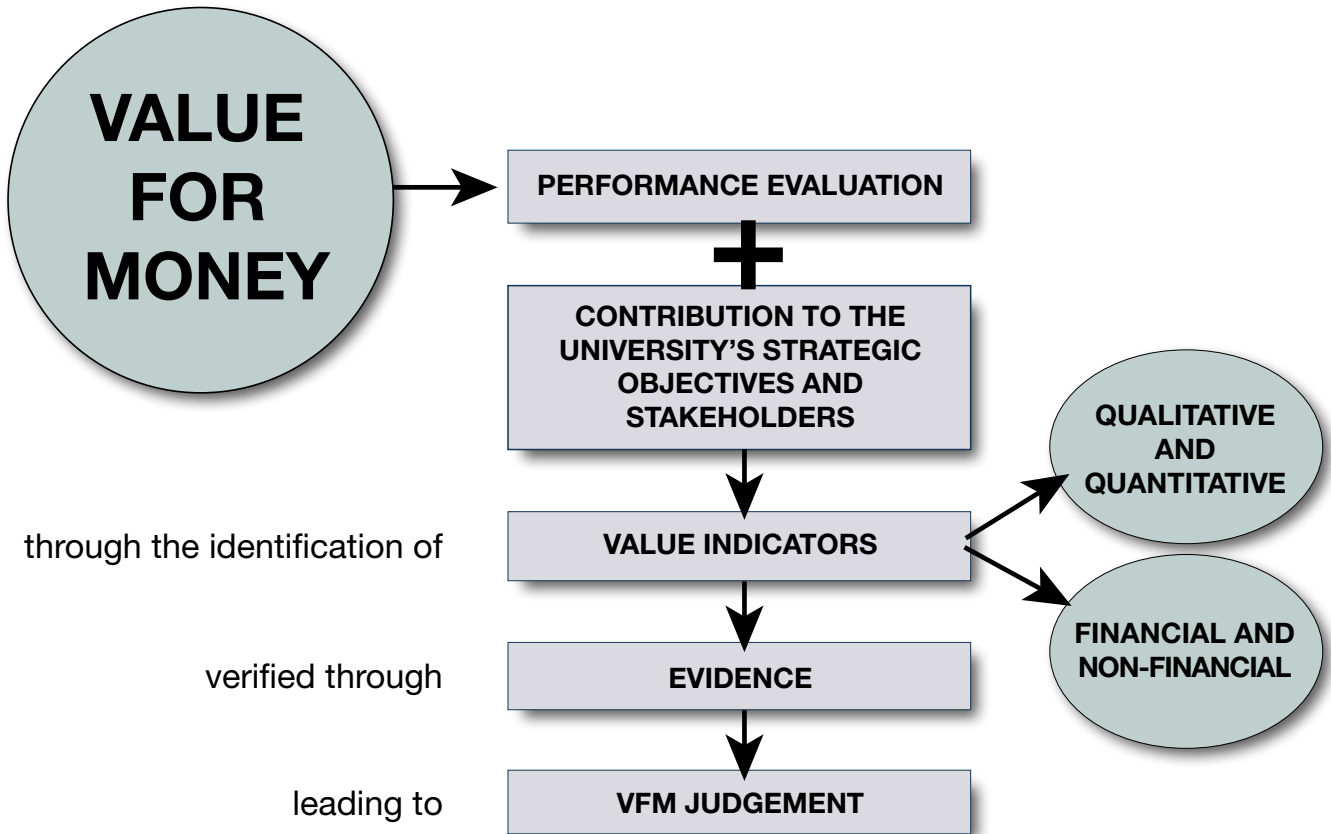 VALUE
FOR
MONEY
PERFORMANCE EVALUATION
+
CONTRIBUTION TO THE
UNIVERSITY’S STRATEGIC
OBJECTIVES AND
STAKEHOLDERS
QUALITATIVE
AND
QUANTITATIVE
through the identification of
VALUE INDICATORS
FINANCIAL AND
NON-FINANCIAL
verified through
EVIDENCE
leading to
VFM JUDGEMENT